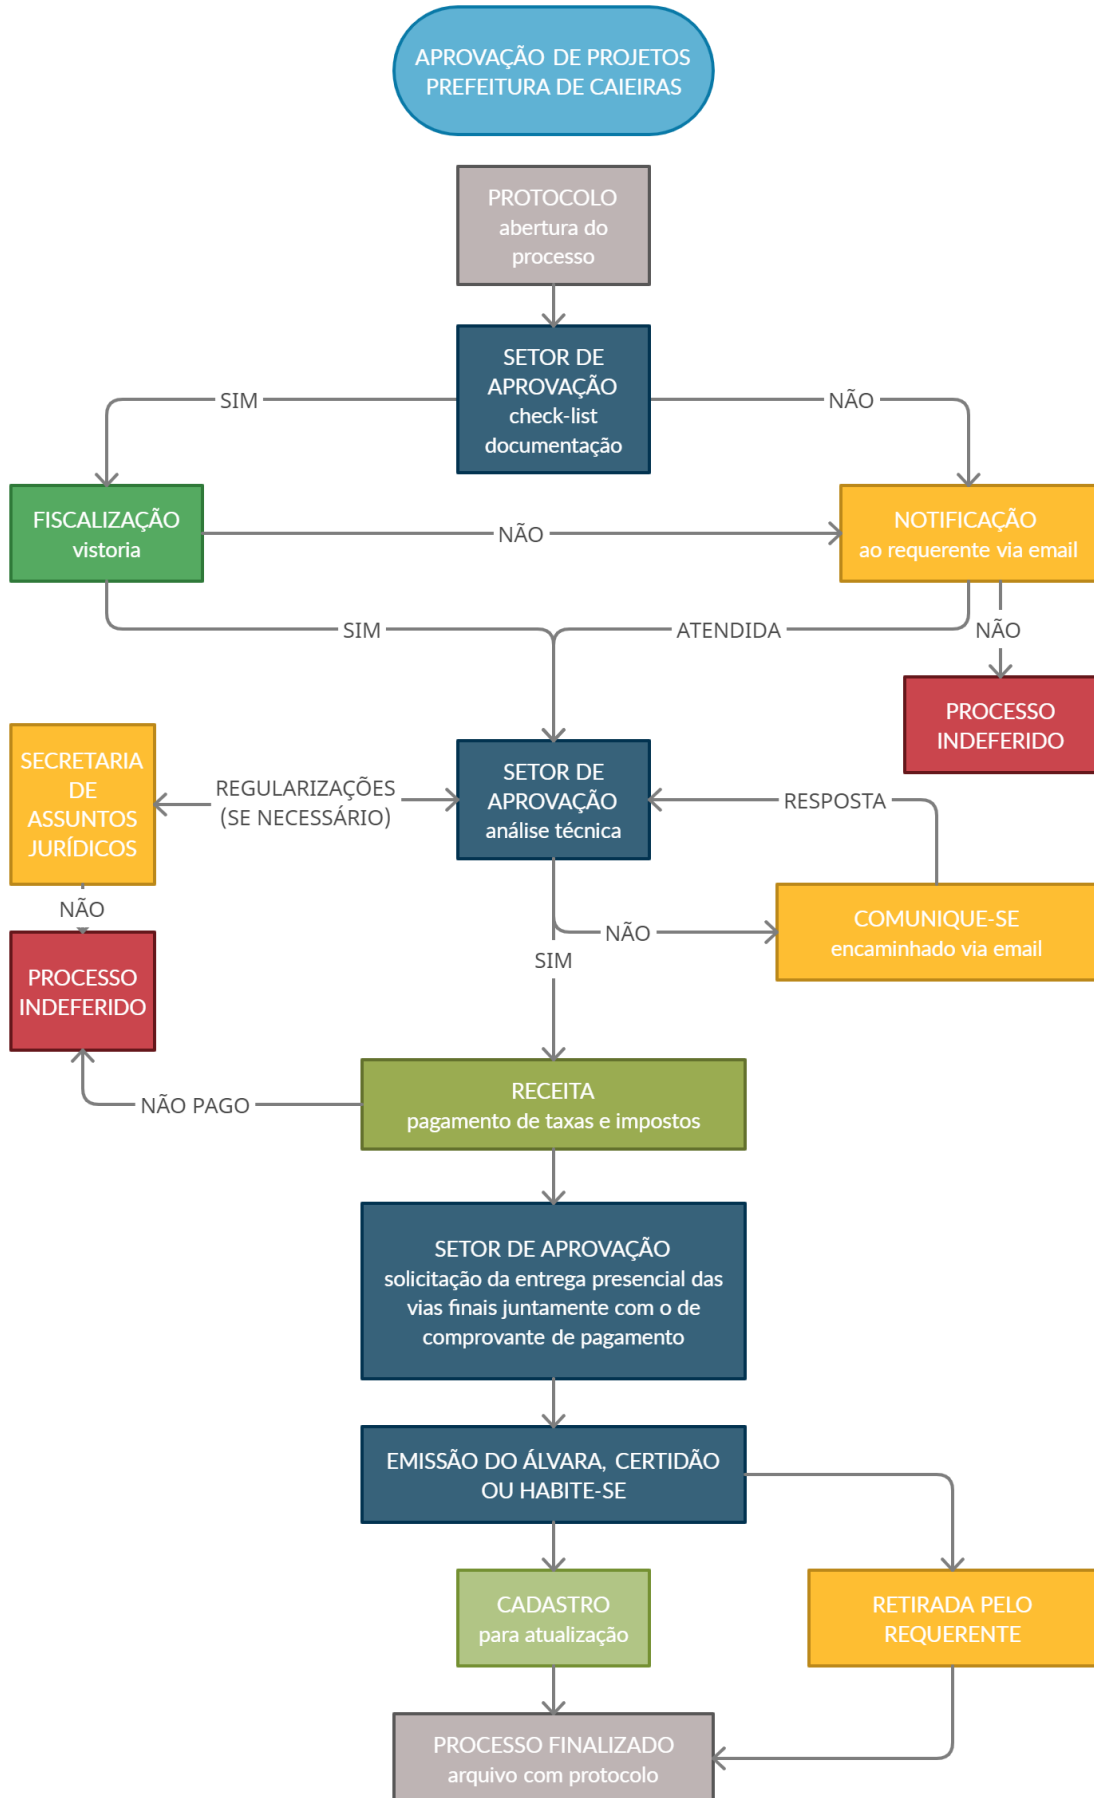 APROVAÇÃO DE PROJETOS
PREFEITURA DE CAIEIRAS
PROTOCOLO
abertura do
processo
SETOR DE
APROVAÇÃO
check-list
documentação
SIM
NÃO
FISCALIZAÇÃO
vistoria
NÃO
NOTIFICAÇÃO
ao requerente via email
SIM
ATENDIDA
NÃO
PROCESSO
INDEFERIDO
SECRETARIA
DE
ASSUNTOS
JURÍDICOS
REGULARIZAÇÕES
(SE NECESSÁRIO)
SETOR DE
APROVAÇÃO
análise técnica
RESPOSTA
NÃO
PROCESSO
INDEFERIDO
NÃO
COMUNIQUE-SE
encaminhado via email
SIM
RECEITA
pagamento de taxas e impostos
NÃO PAGO
SETOR DE APROVAÇÃO
solicitação da entrega presencial das
vias finais juntamente com o de
comprovante de pagamento
EMISSÃO DO ÁLVARA, CERTIDÃO
OU HABITE-SE
CADASTRO
para atualização
RETIRADA PELO
REQUERENTE
PROCESSO FINALIZADO
arquivo com protocolo